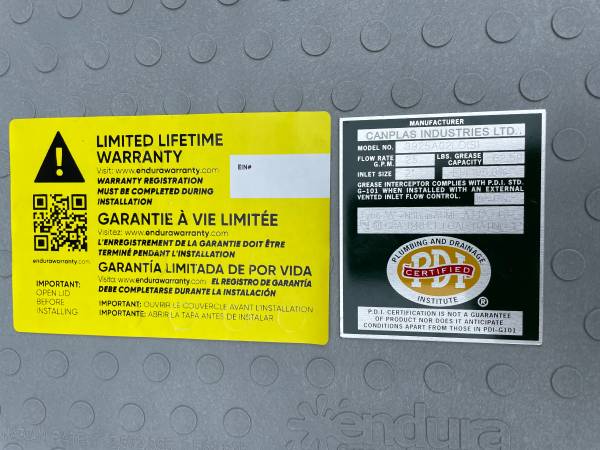 LIMITED LIFETIME
WARRANTY
Visit: www.endurawarranty.com
WARRANTY REGISTRATION
MUST BE COMPLETED DURING
INSTALLATION
EIN#
GARANTIE À VIE LIMITÉE
Visitez: www.endurawarranty.com
L'ENREGISTREMENT DE LA GARANTIE DOIT ÊTRE
TERMINÉ PENDANT L'INSTALLATION
GARANTÍA LIMITADA DE POR VIDA
Visita: www.endurawarranty.com EL REGISTRO DE GARANTÍA
DEBE COMPLETARSE DURANTE LA INSTALACIÓN
IMPORTANT: OUVRIR LE COUVERCLE AVANT L'INSTALLATION
IMPORTANTE: ABRIR LA TAPA ANTES DE INSTALAR
endurawarranty.com
IMPORTANT:
OPEN LID
BEFORE
INSTALLING
MANUFACTURER
CANPLAS INDUSTRIES LTD.
MODEL NO.
FLOW RATE
G.P.M.
25
LBS. GREASE
CAPACITY
INLET SIZE
2"
GREASE INTERCEPTOR COMPLIES WITH P.D.I. STD.
G-101 WHEN INSTALLED WITH AN EXTERNAL
VENTED INLET FLOW CONTROL.
PLUMBING AND DRAINAGE
PDI
CERTIFIED
INSTITUTE
®
P.D.I. CERTIFICATION IS NOT A GUARANTEE
OF PRODUCT NOR DOES IT ANTICIPATE
CONDITIONS APART FROM THOSE IN PDI-G101
endura